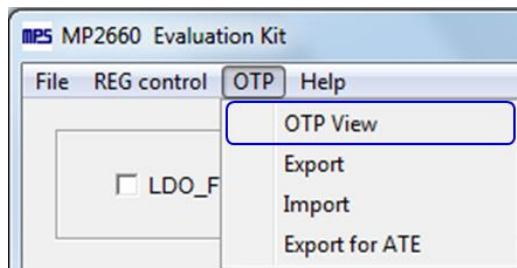 mps MP2660 Evaluation Kit
File REG control OTP Help
OTP View
Export
LDO_F
Import
Export for ATE